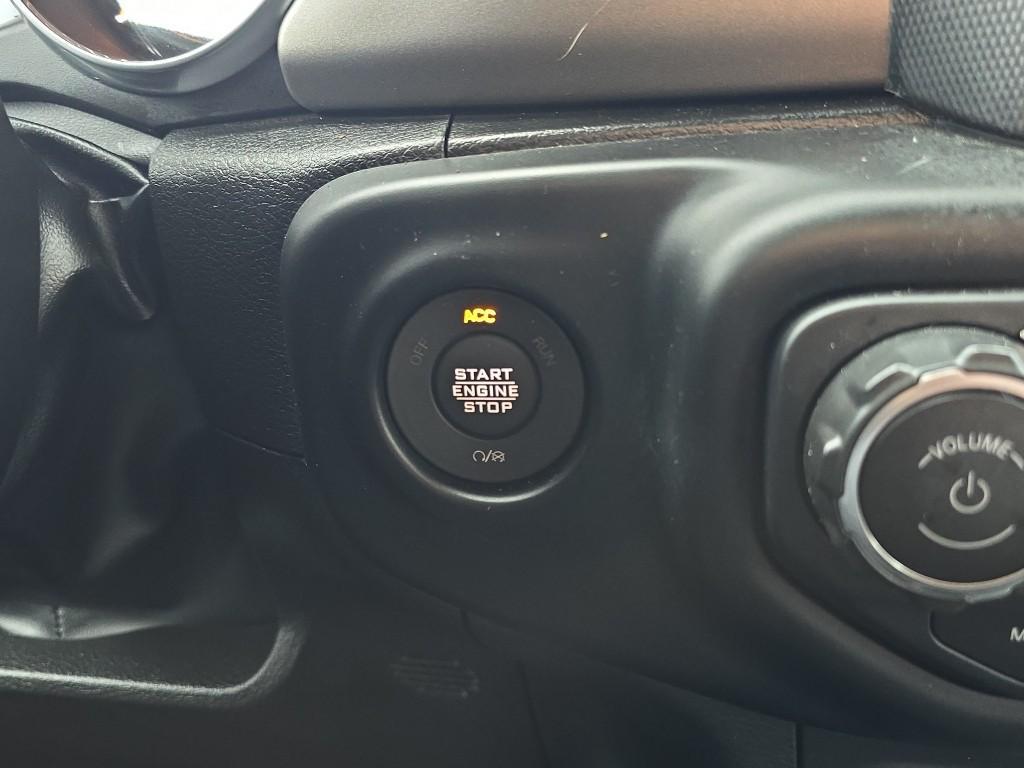 ACC
OFF
RUN
START
ENGINE
STOP
VOLUME
M